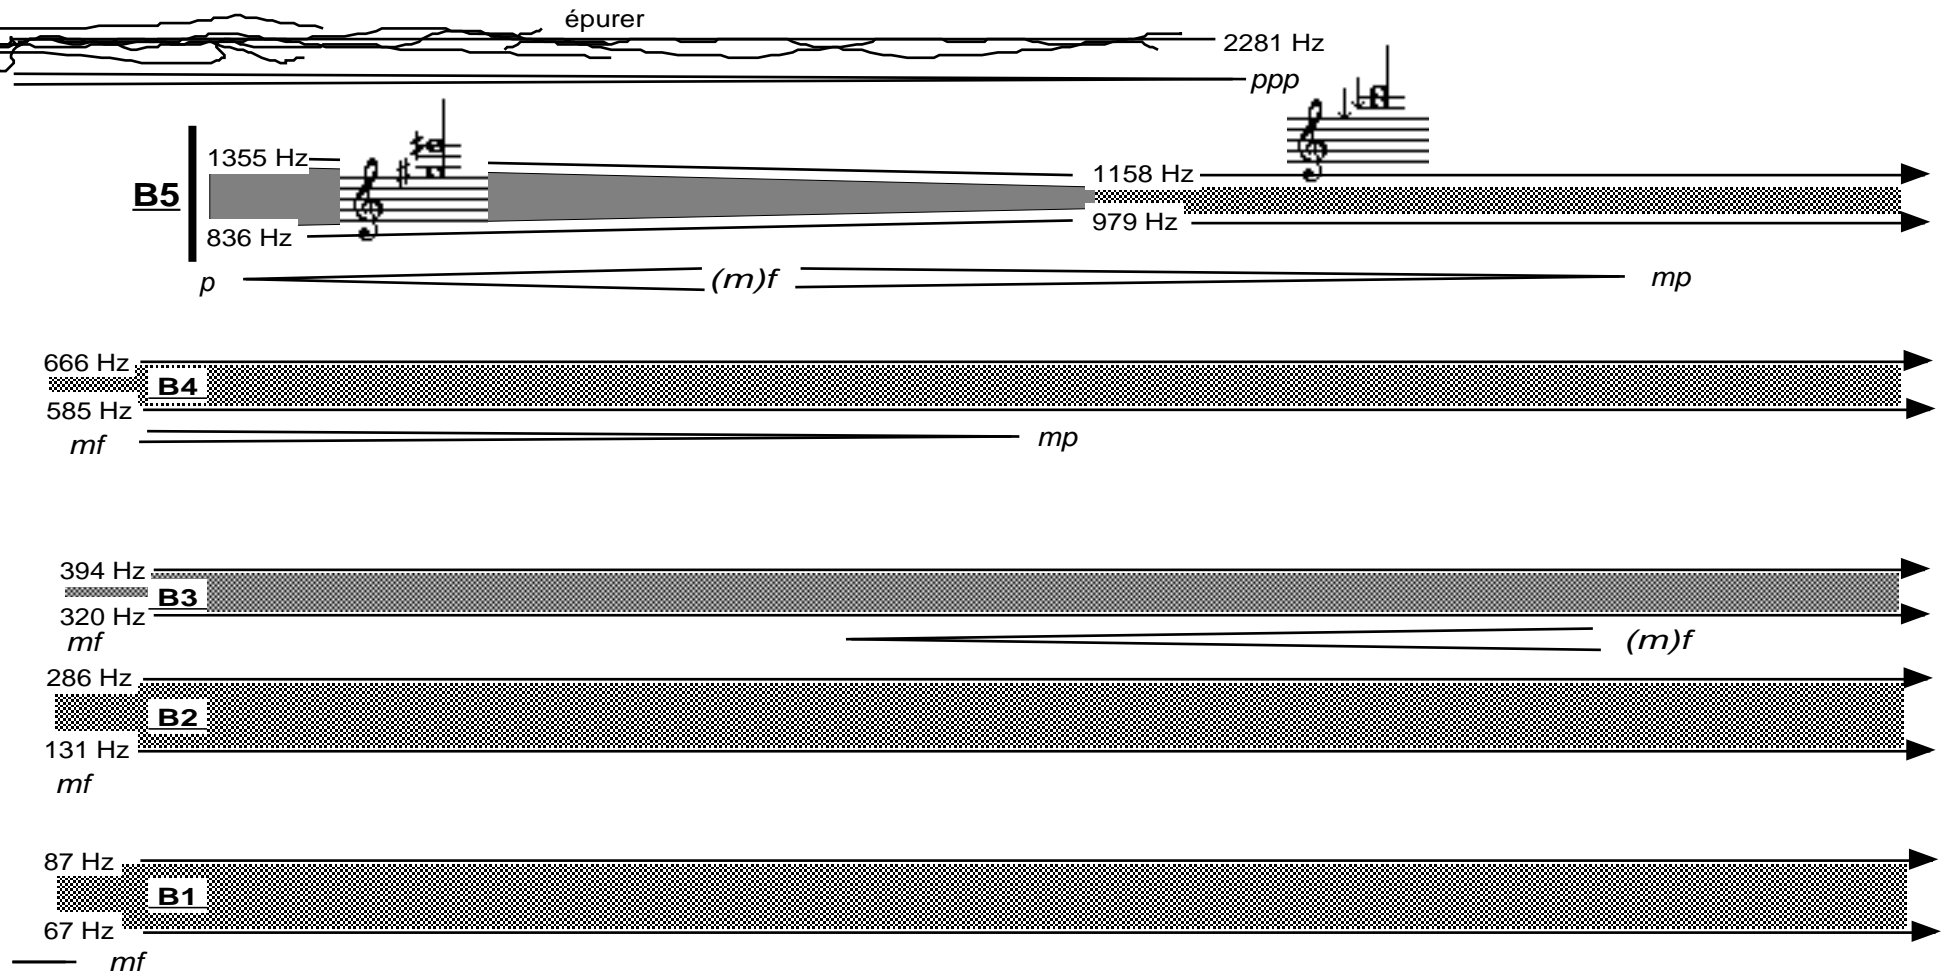 épurer
2281 Hz
ppp
1355 Hz
1158 Hz
B5
979 Hz
836 Hz
p
(m)f
mp
666 Hz
B4
585 Hz
mf
mp
394 Hz
B3
320 Hz
mf
(m)f
286 Hz
B2
131 Hz
mf
87 Hz
B1
67 Hz
mf